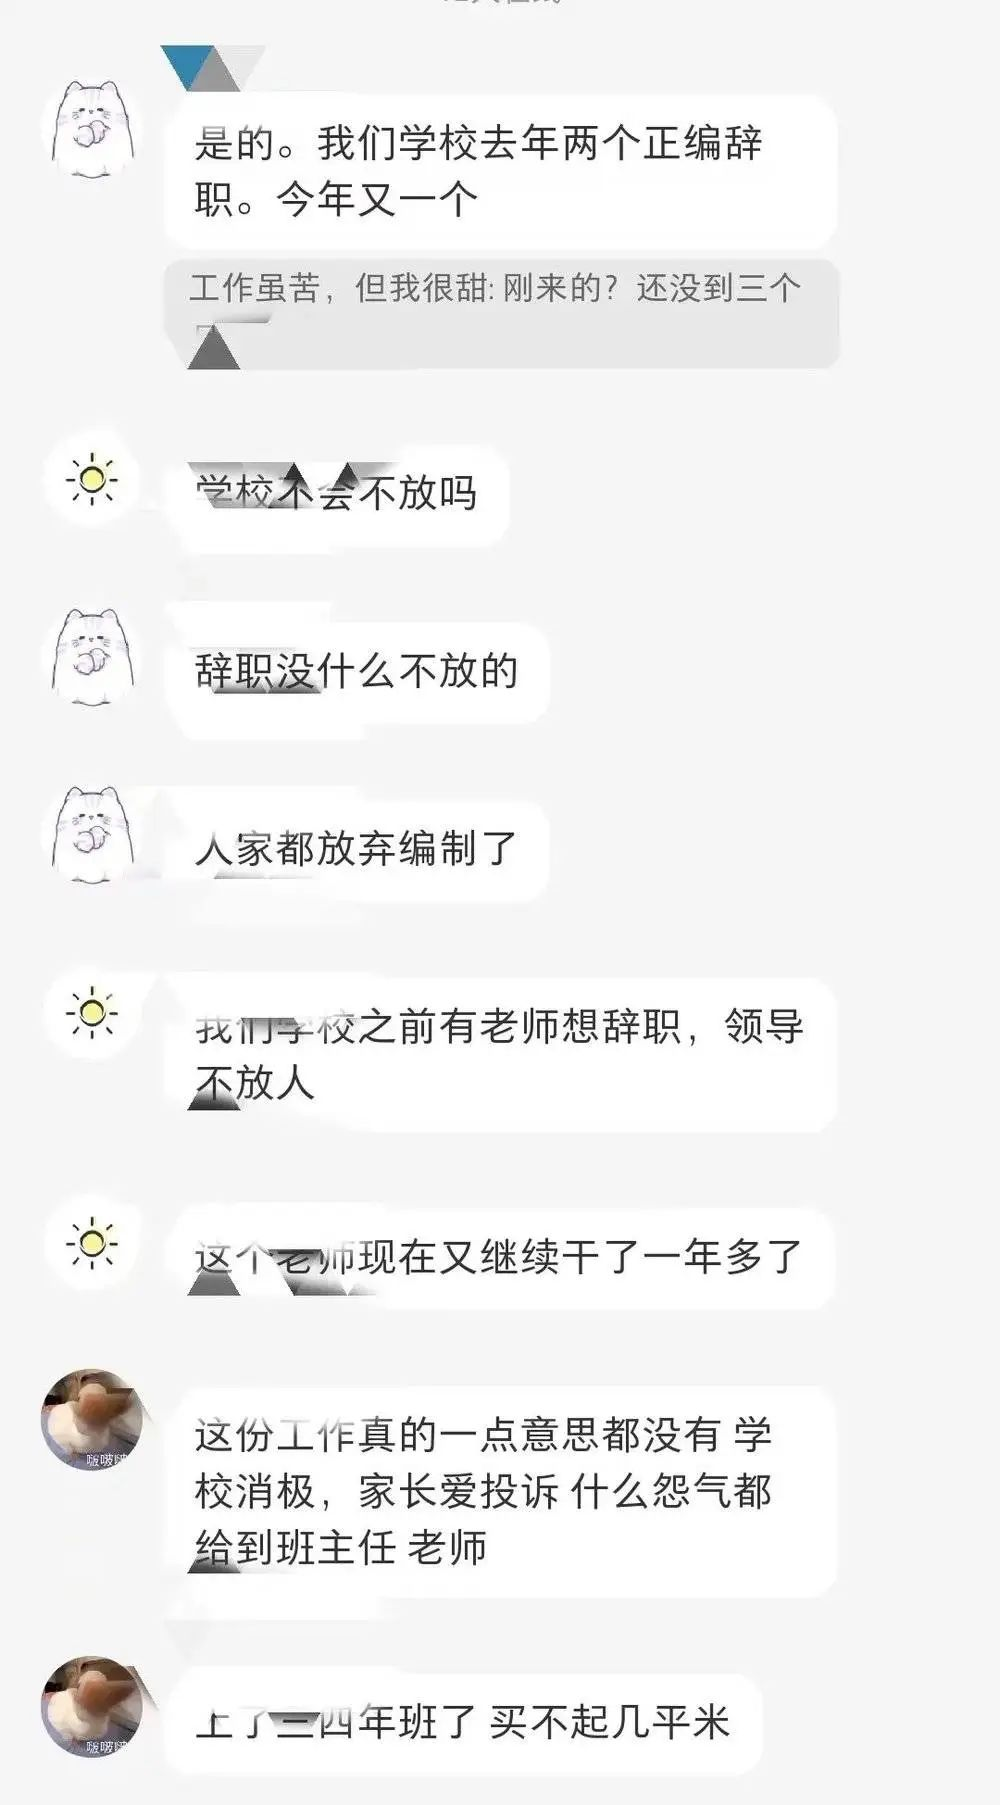 是的。我们学校去年两个正编辞
职。今年又一个
工作虽苦，但我很甜: 刚来的？还没到三个
学校不会不放吗
辞职没什么不放的
人家都放弃编制了
我们学校之前有老师想辞职，领导
不放人
这个老师现在又继续干了一年多了
这份工作真的一点意思都没有 学
校消极，家长爱投诉 什么怨气都
给到班主任 老师
啵啵
上了三四年班了 买不起几平米
啵啵